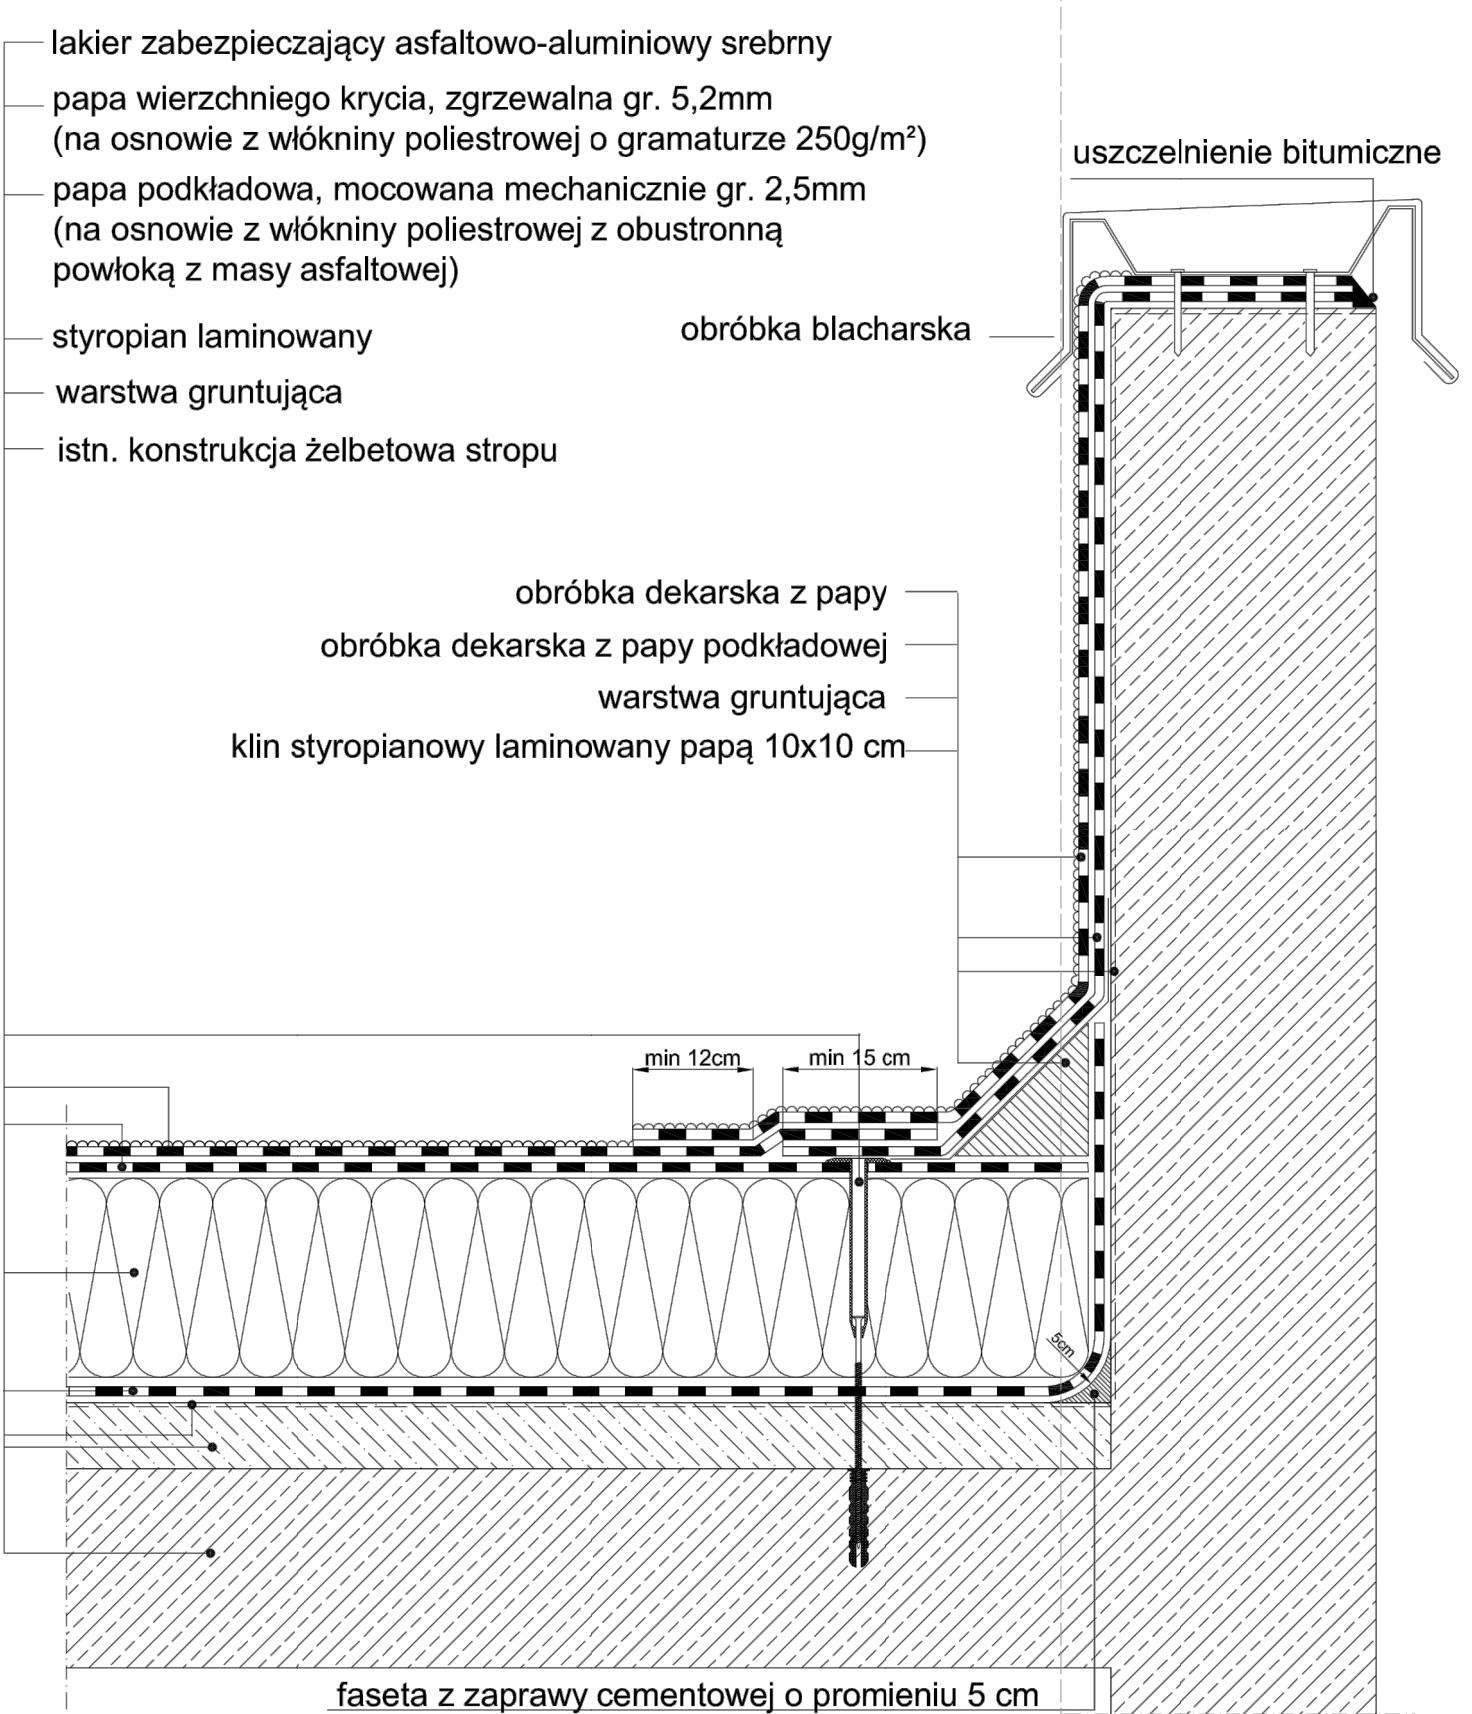 lakier zabezpieczający asfaltowo-aluminiowy srebrny
papa wierzchniego krycia, zgrzewalna gr. 5,2mm
(na osnowie z włókniny poliestrowej o gramaturze 250g/m²)
uszczelnienie bitumiczne
papa podkładowa, mocowana mechanicznie gr. 2,5mm
(na osnowie z włókniny poliestrowej z obustronną
powłoką z masy asfaltowej)
styropian laminowany
obróbka blacharska
warstwa gruntująca
istn. konstrukcja żelbetowa stropu
obróbka dekarska z papy
obróbka dekarska z papy podkładowej
warstwa gruntująca
klin styropianowy laminowany papą 10x10 cm
min 12cm
min 15 cm
5cm
faseta z zaprawy cementowej o promieniu 5 cm